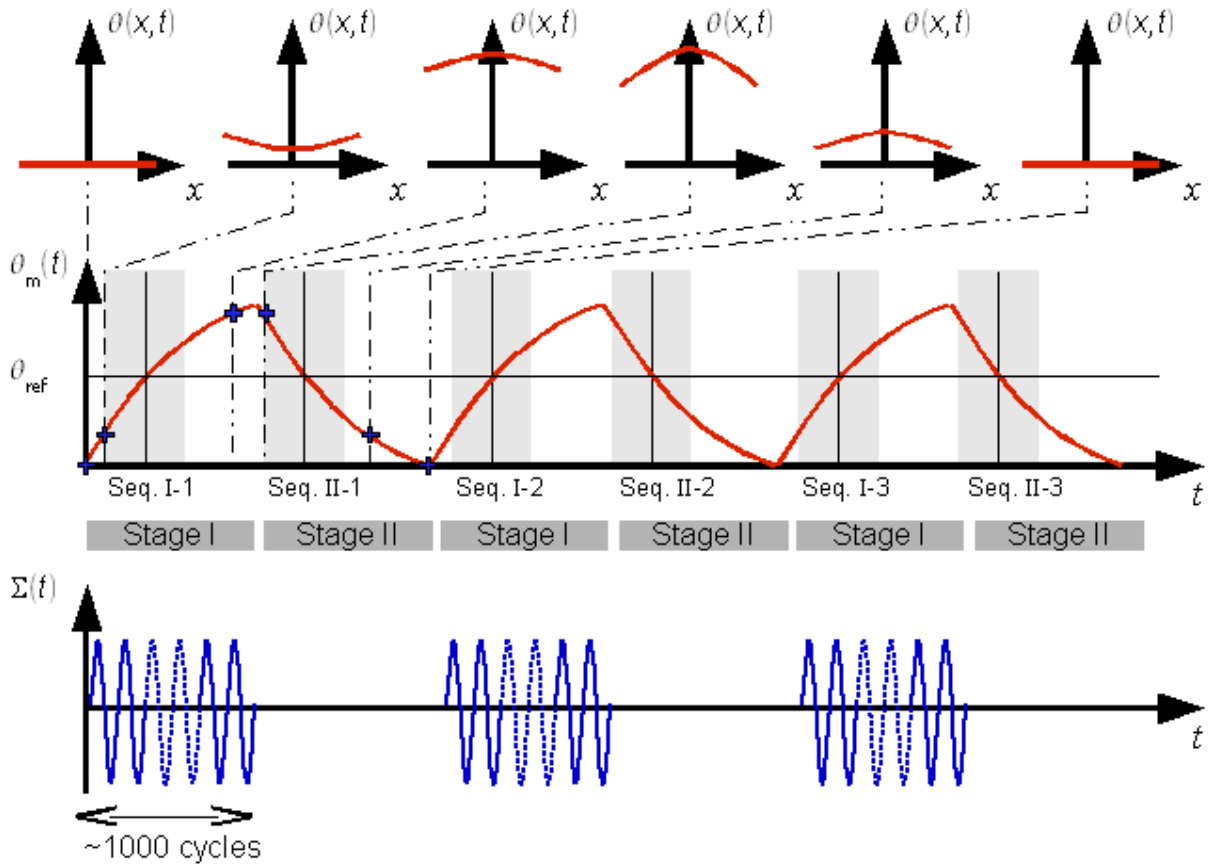 θ(x,t) θ(x,t) θ(x,t) θ(x,t) θ(x,t) θ(x,t)
x x x x x x
θm(t)
θref
Seq. I-1 Seq. II-1 Seq. I-2 Seq. II-2 Seq. I-3 Seq. II-3
t
Stage I Stage II Stage I Stage II Stage I Stage II
Σ(t)
t
~1000 cycles